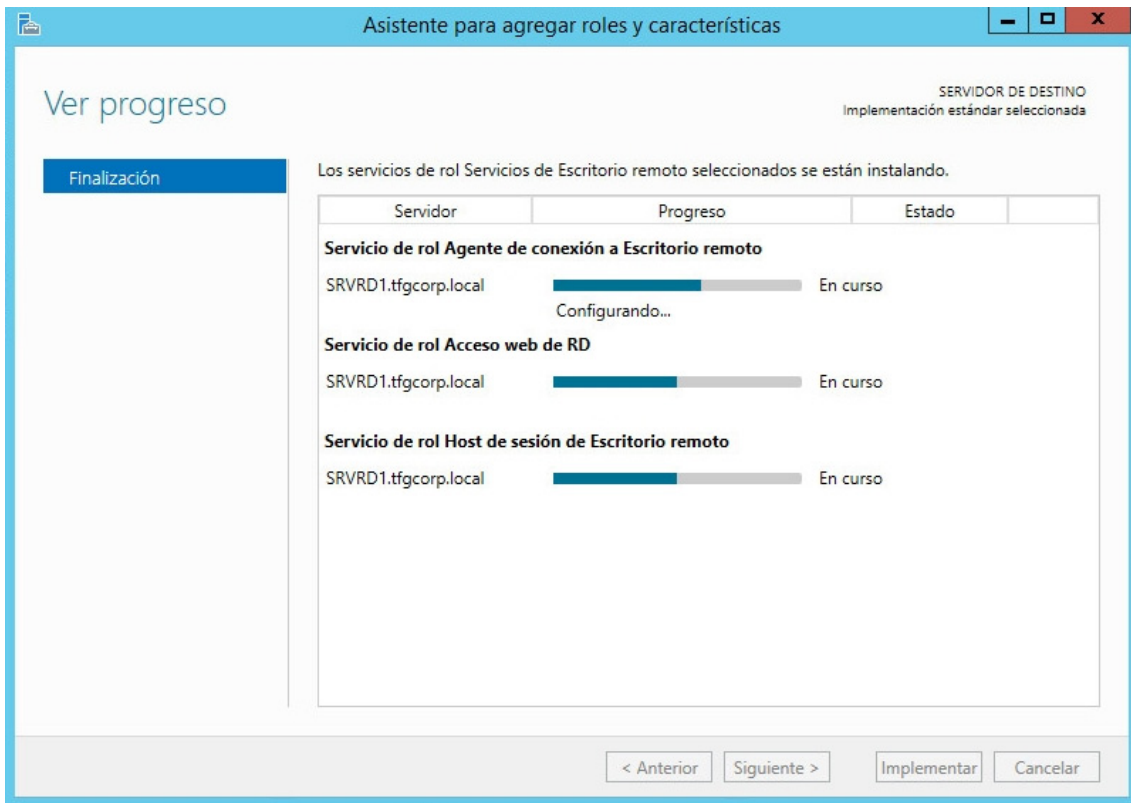 Asistente para agregar roles y características
Ver progreso
SERVIDOR DE DESTINO
Implementación estándar seleccionada
Finalización
Los servicios de rol Servicios de Escritorio remoto seleccionados se están instalando.
Servidor Progreso Estado
Servicio de rol Agente de conexión a Escritorio remoto
SRVRD1.tfgcorp.local En curso
Configurando...
Servicio de rol Acceso web de RD
SRVRD1.tfgcorp.local En curso
Servicio de rol Host de sesión de Escritorio remoto
SRVRD1.tfgcorp.local En curso
< Anterior Siguiente > Implementar Cancelar